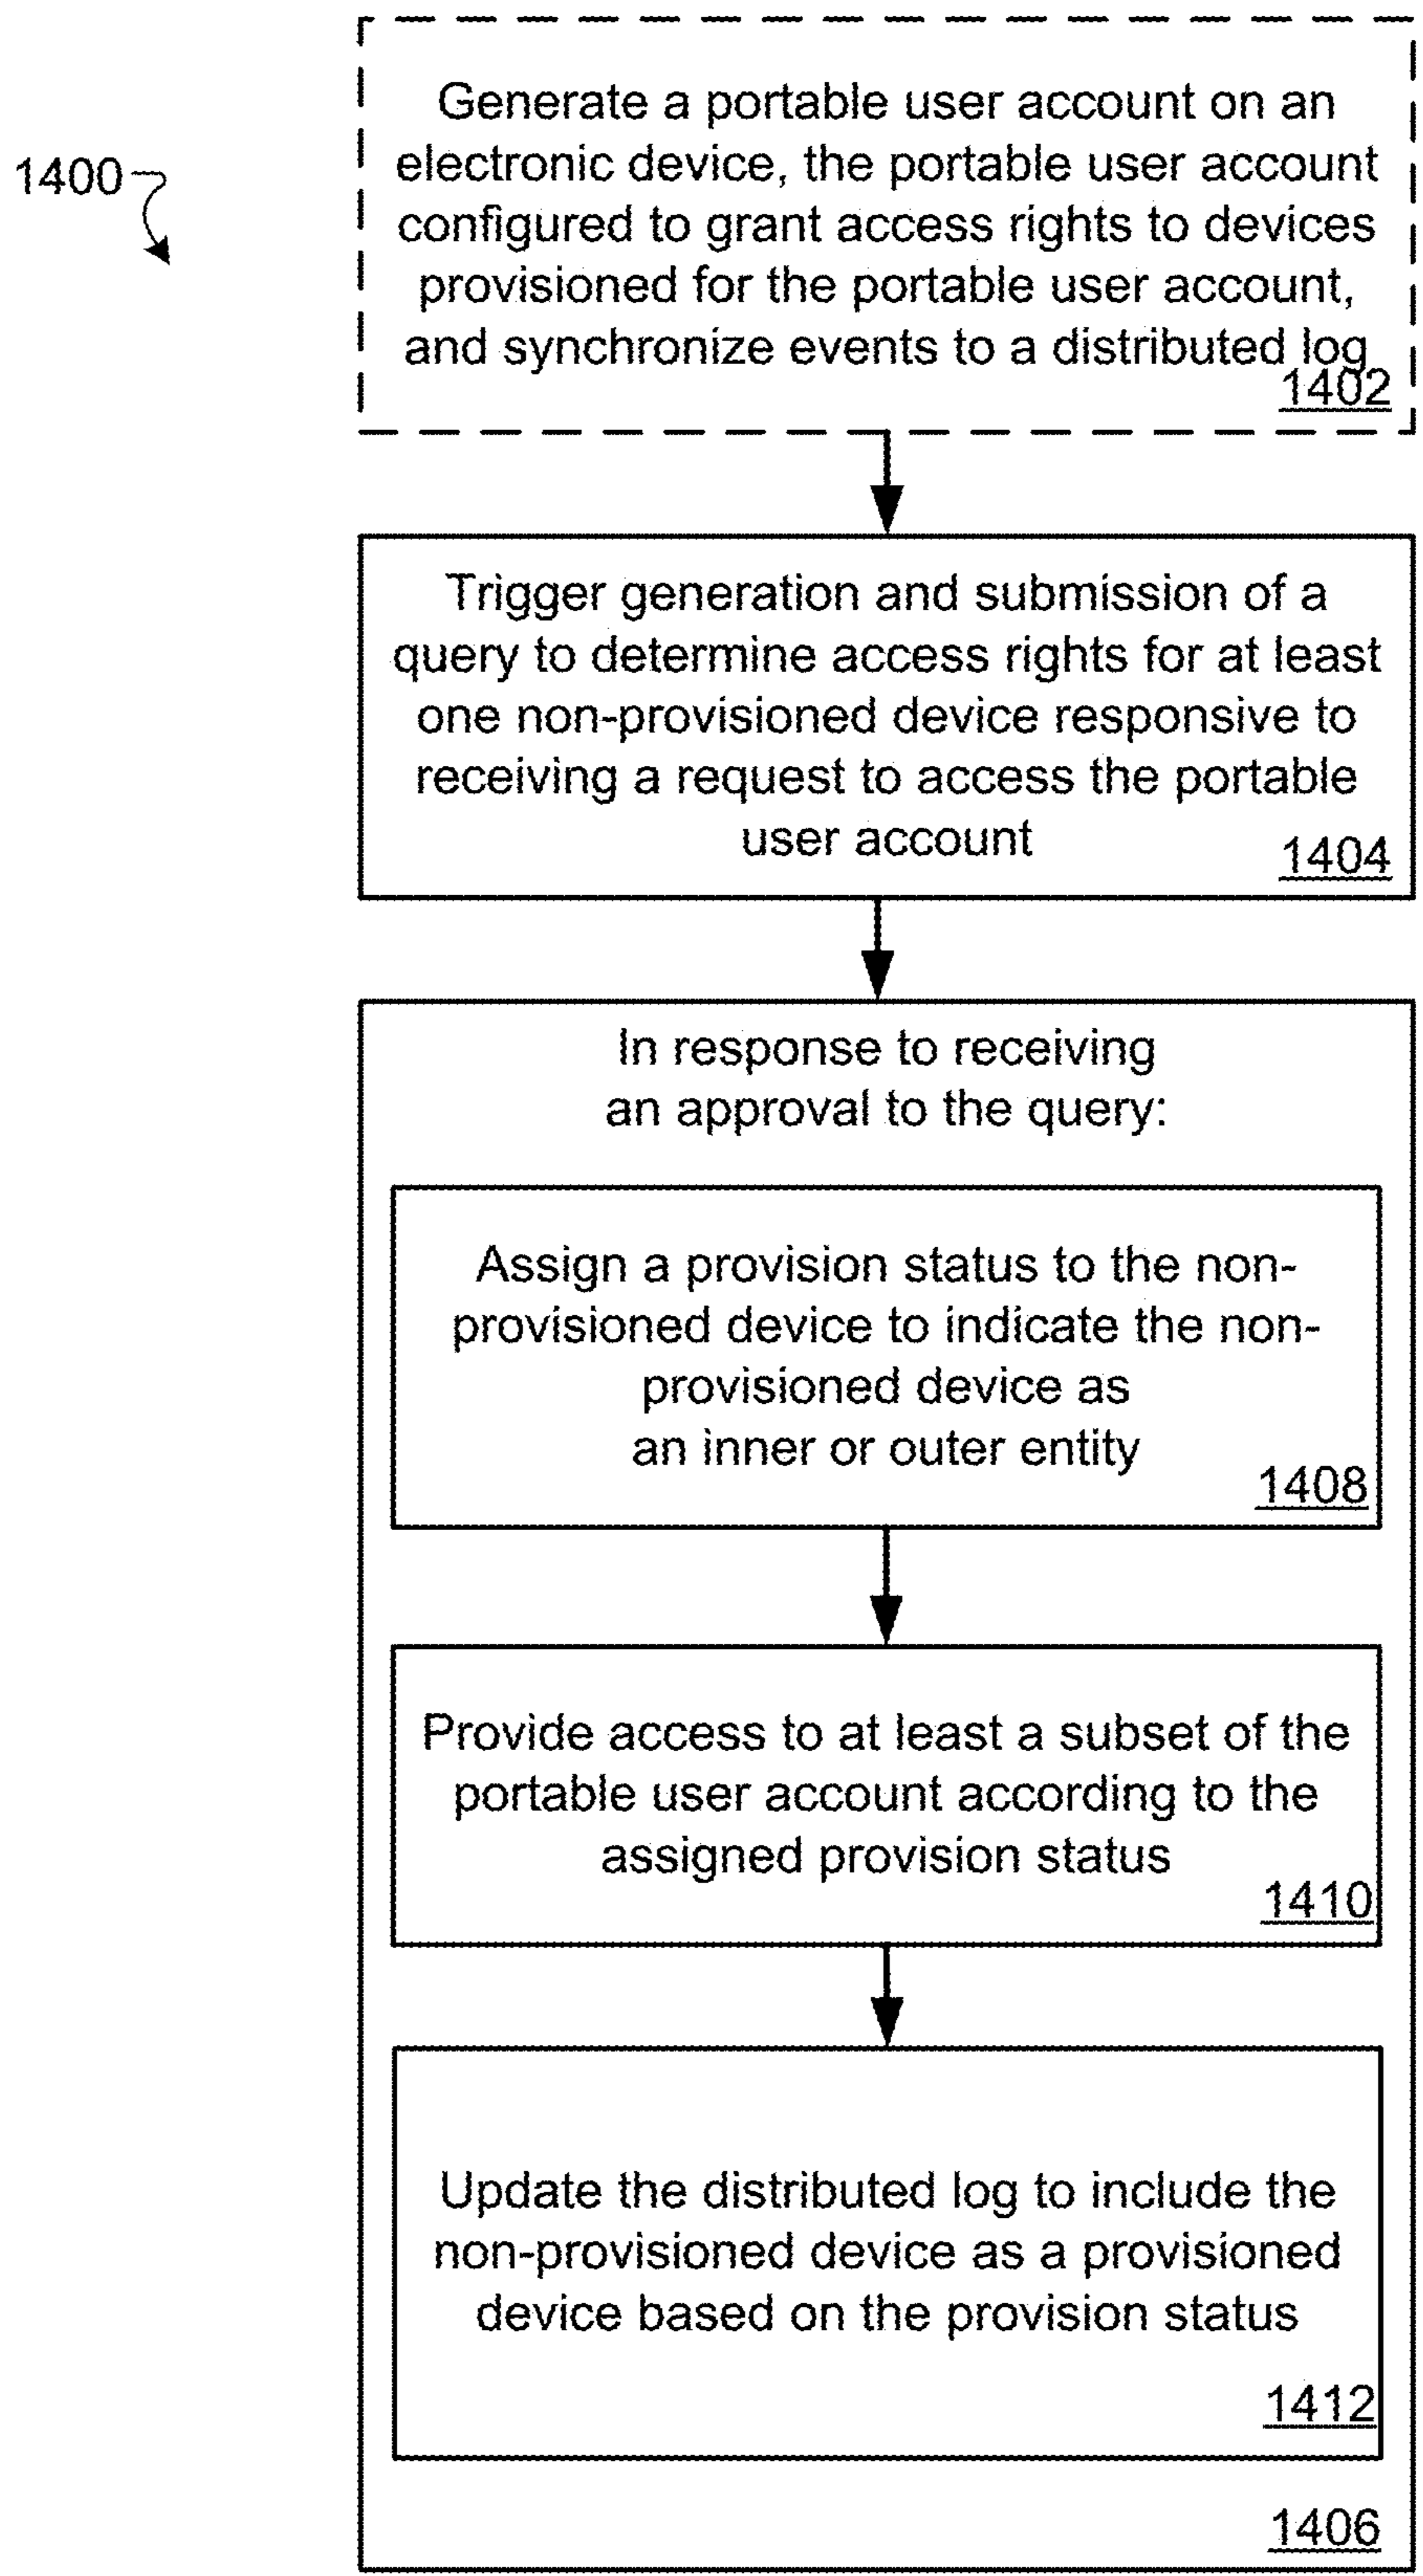 1400
Generate a portable user account on an
electronic device, the portable user account
configured to grant access rights to devices
provisioned for the portable user account,
and synchronize events to a distributed log
1402
Trigger generation and submission of a
query to determine access rights for at least
one non-provisioned device responsive to
receiving a request to access the portable
user account
1404
In response to receiving
an approval to the query:
Assign a provision status to the non-
provisioned device to indicate the non-
provisioned device as
an inner or outer entity
1408
Provide access to at least a subset of the
portable user account according to the
assigned provision status
1410
Update the distributed log to include the
non-provisioned device as a provisioned
device based on the provision status
1412
1406